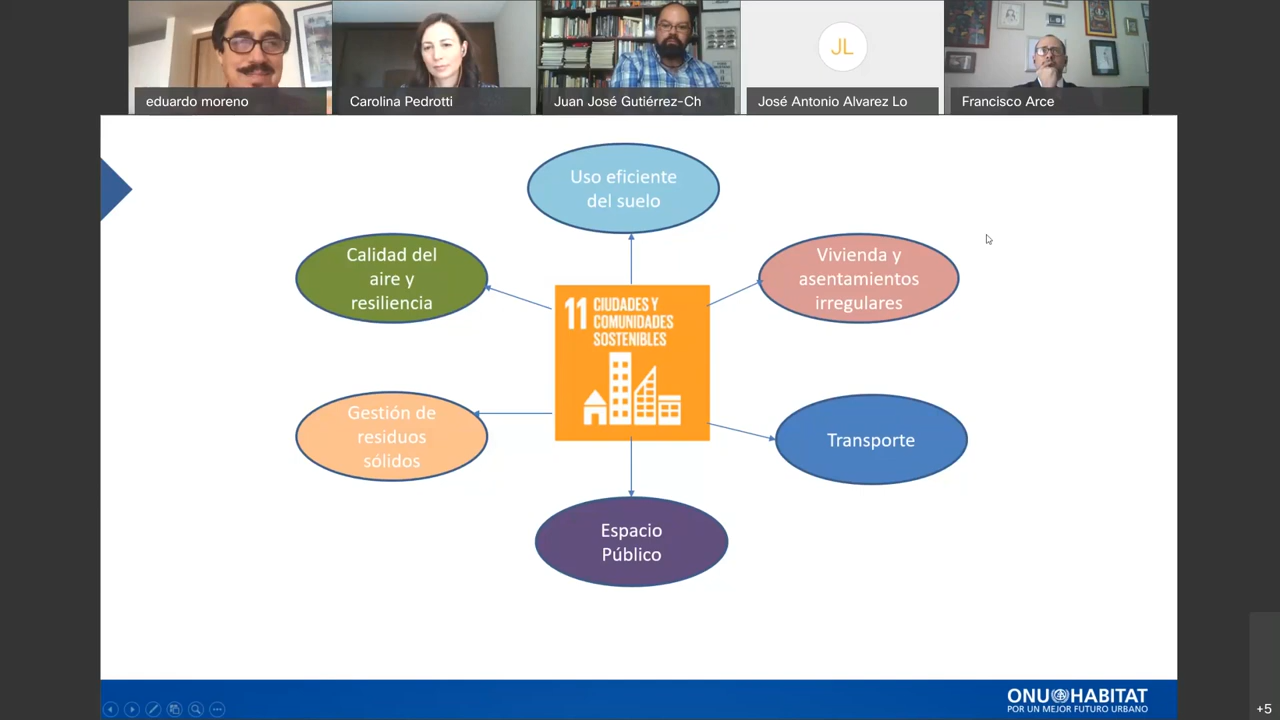 eduardo moreno
Carolina Pedrotti
Juan José Gutiérrez-Ch
JL
José Antonio Alvarez Lo
Francisco Arce
Uso eficiente
del suelo
Calidad del
aire y
resiliencia
Vivienda y
asentamientos
irregulares
11 CIUDADES Y
COMUNIDADES
SOSTENIBLES
Gestión de
residuos
sólidos
Transporte
Espacio
Público
ONU HABITAT
POR UN MEJOR FUTURO URBANO
+5